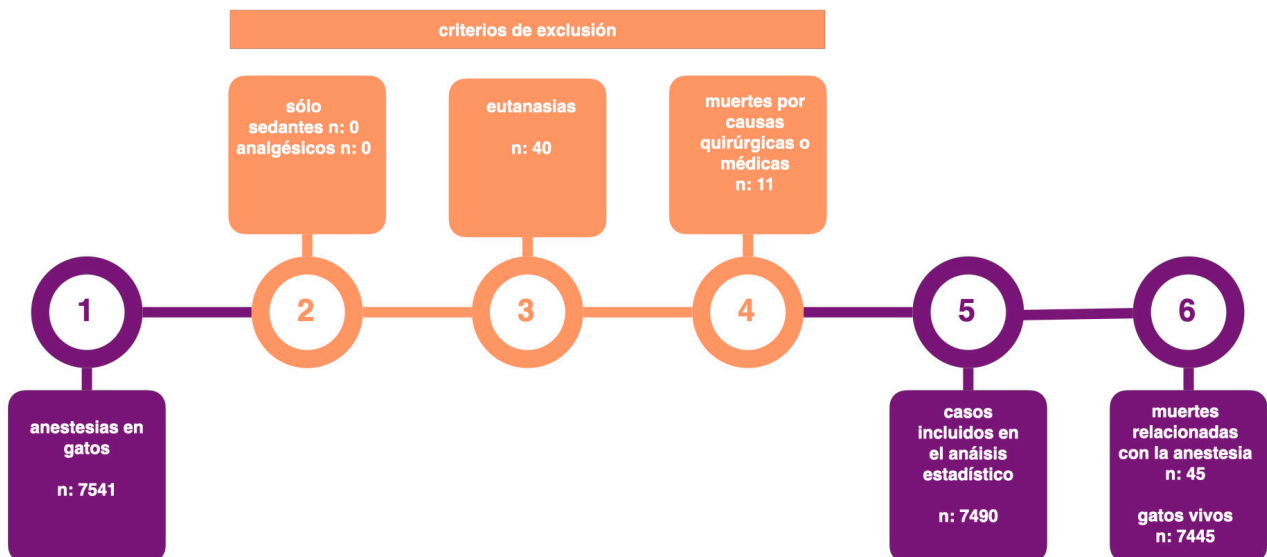 criterios de exclusión
sólo
sedantes n: 0
analgésicos n: 0
eutanasias
n: 40
muertes por
causas
quirúrgicas o
médicas
n: 11
1
2
3
4
5
6
anestesias en
gatos
n: 7541
casos
incluidos en
el anáisis
estadístico
n: 7490
muertes
relacionadas
con la anestesia
n: 45
gatos vivos
n: 7445